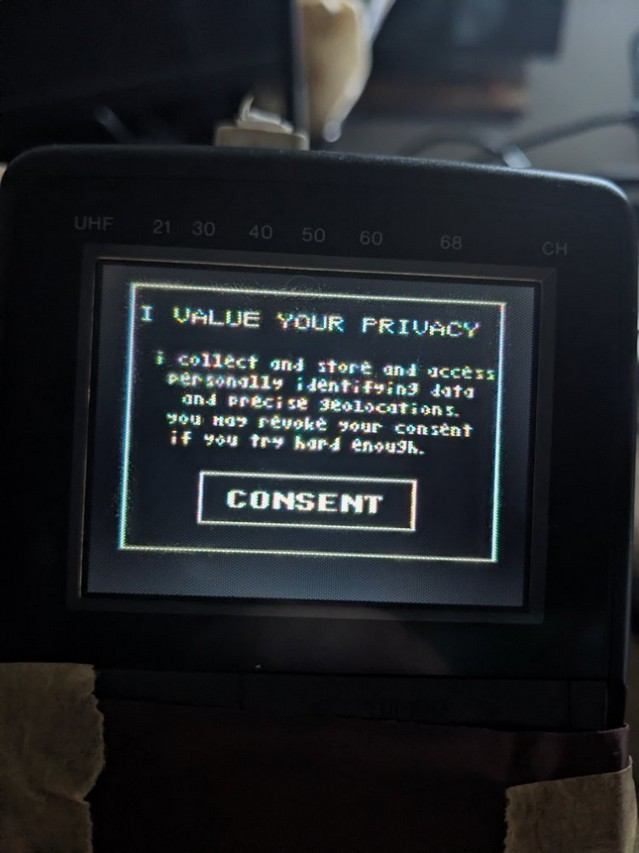 UHF 21 30 40 50 60 68 CH
I VALUE YOUR PRIVACY
i collect and store and access
personally identifying data
and precise geolocations.
you may revoke your consent
if you try hard enough.
CONSENT